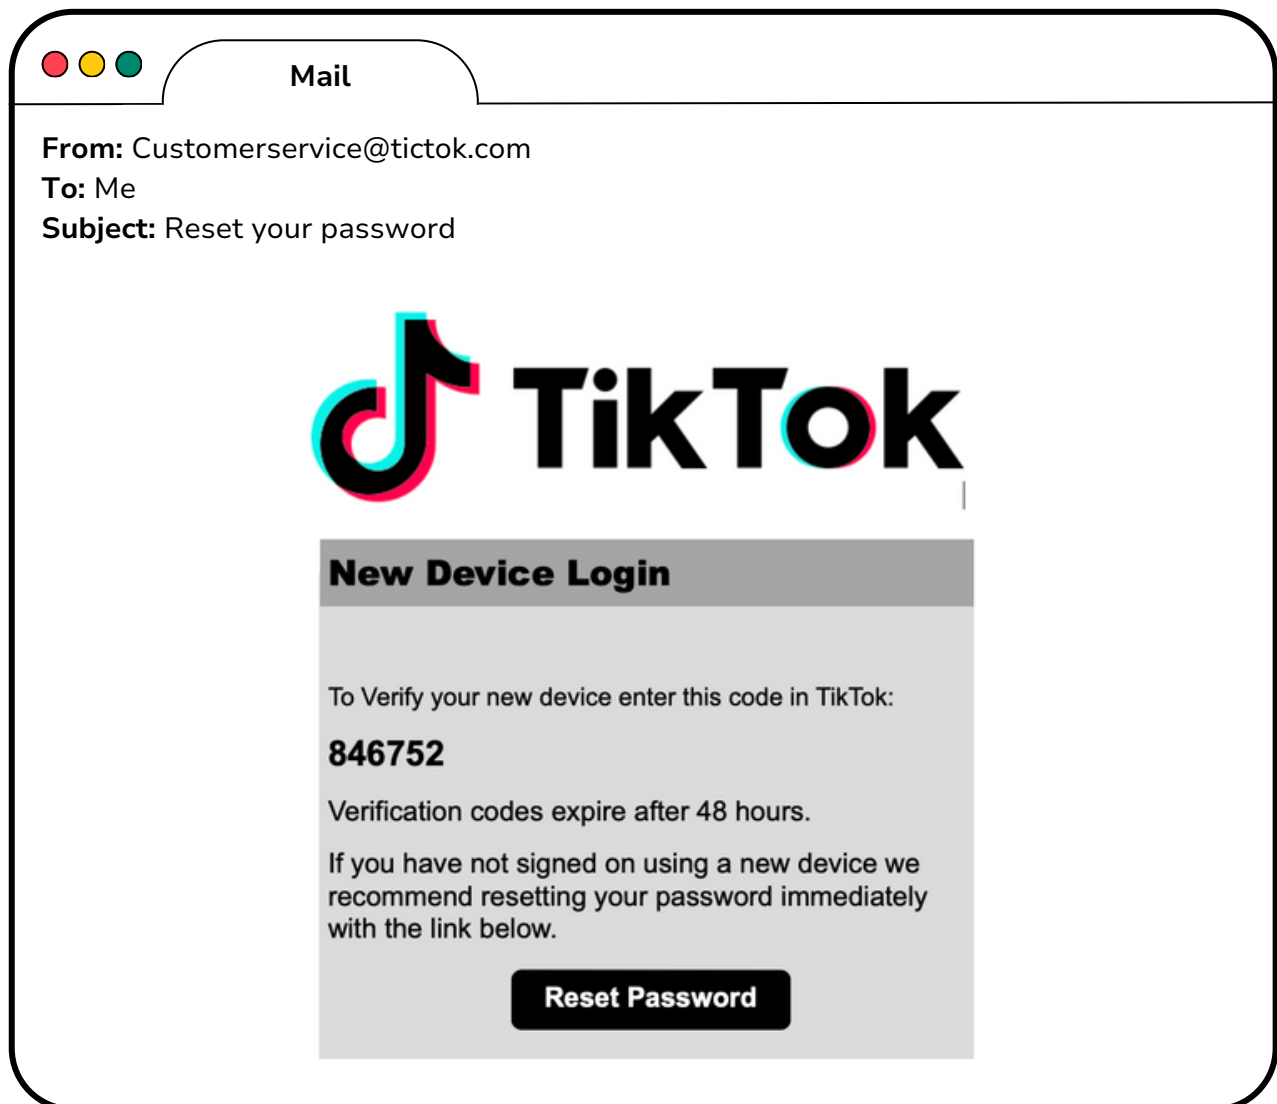 Mail
From: Customerservice@tictok.com
To: Me
Subject: Reset your password
TikTok
New Device Login
To Verify your new device enter this code in TikTok:
846752
Verification codes expire after 48 hours.
If you have not signed on using a new device we
recommend resetting your password immediately
with the link below.
Reset Password